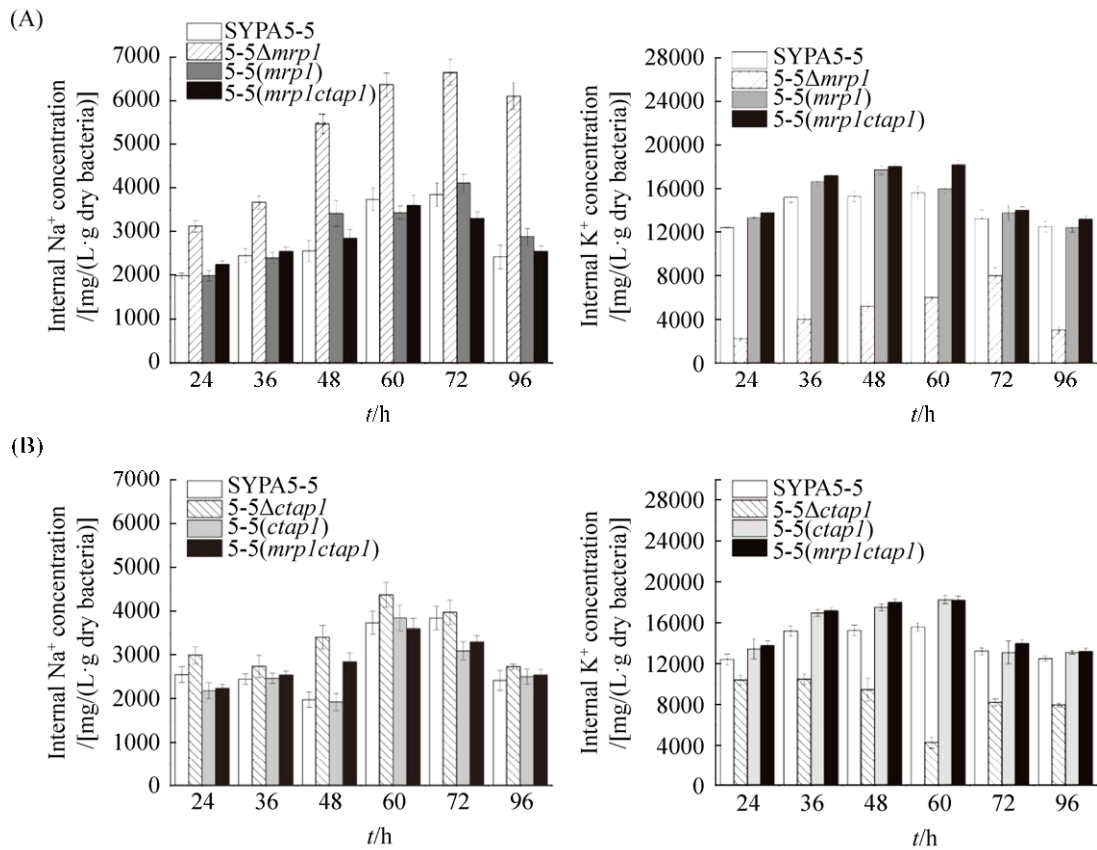 (A)
SYPA5-5
5-5Δmrp1
5-5(mrp1)
5-5(mrp1ctap1)
7000
6000
5000
4000
3000
2000
1000
0
Internal Na⁺ concentration
/[mg/(L·g dry bacteria)]
24 36 48 60 72 96
t/h
SYPA5-5
5-5Δmrp1
5-5(mrp1)
5-5(mrp1ctap1)
28000
24000
20000
16000
12000
8000
4000
0
Internal K⁺ concentration
/[mg/(L·g dry bacteria)]
24 36 48 60 72 96
t/h
(B)
SYPA5-5
5-5Δctap1
5-5(ctap1)
5-5(mrp1ctap1)
7000
6000
5000
4000
3000
2000
1000
0
Internal Na⁺ concentration
/[mg/(L·g dry bacteria)]
24 36 48 60 72 96
t/h
SYPA5-5
5-5Δctap1
5-5(ctap1)
5-5(mrp1ctap1)
28000
24000
20000
16000
12000
8000
4000
0
Internal K⁺ concentration
/[mg/(L·g dry bacteria)]
24 36 48 60 72 96
t/h